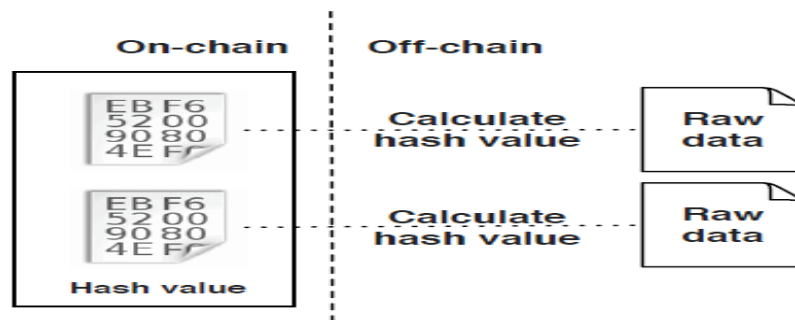 On-chain
Off-chain
EB F6
52 00
90 80
4E
Calculate
hash value
Raw
data
EB F6
52 00
90 80
4E
Calculate
hash value
Raw
data
Hash value